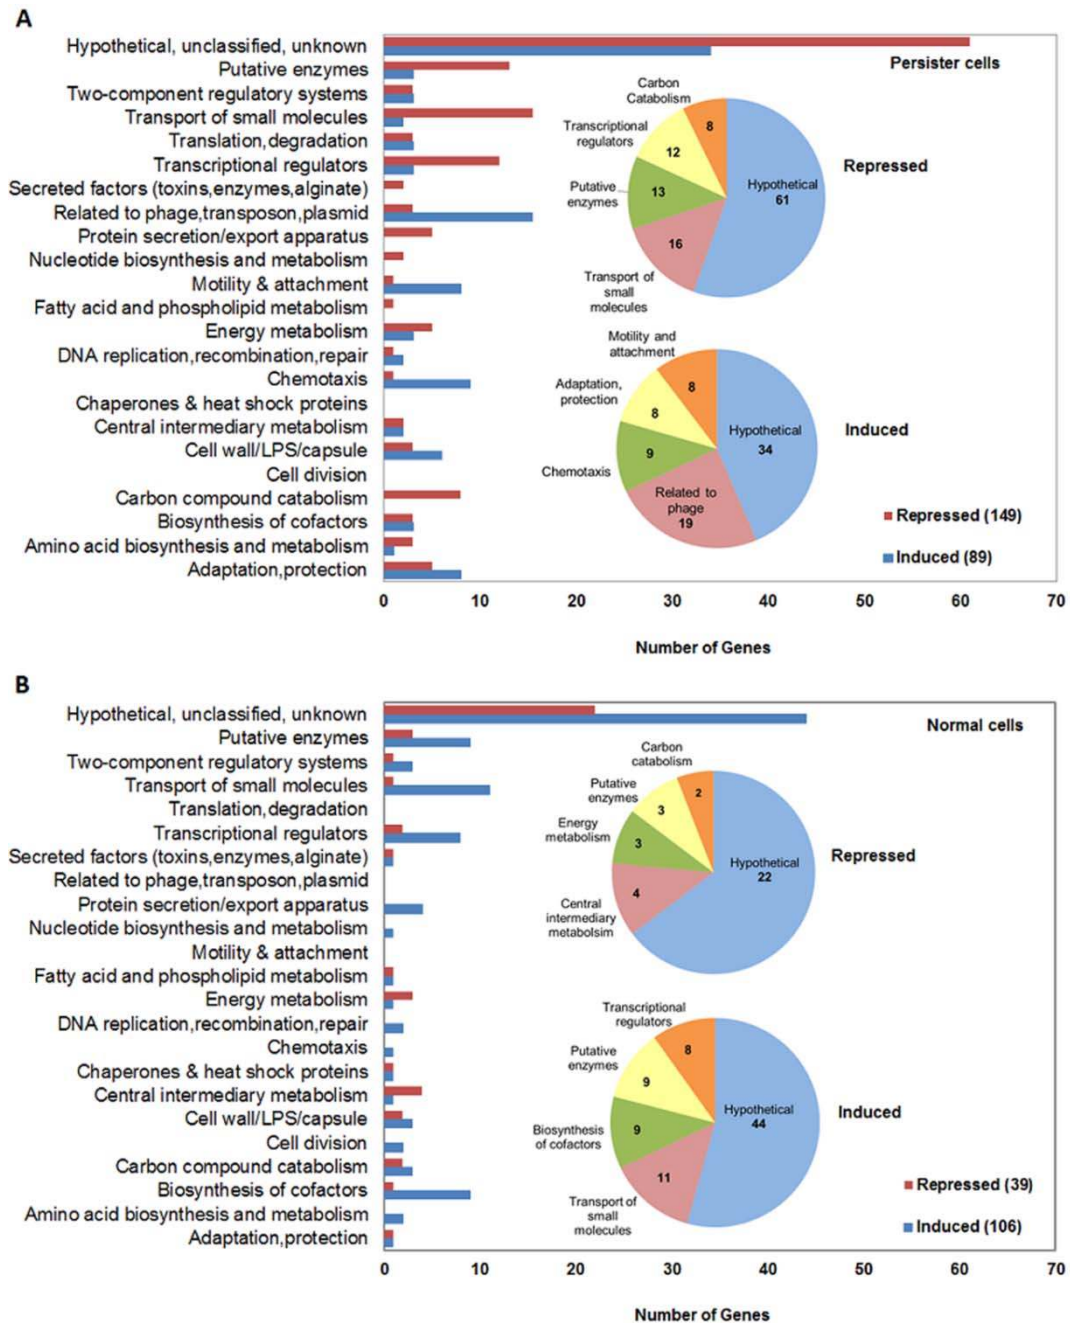 A
Hypothetical, unclassified, unknown
Putative enzymes
Two-component regulatory systems
Transport of small molecules
Translation,degradation
Transcriptional regulators
Secreted factors (toxins,enzymes,alginate)
Related to phage,transposon,plasmid
Protein secretion/export apparatus
Nucleotide biosynthesis and metabolism
Motility & attachment
Fatty acid and phospholipid metabolism
Energy metabolism
DNA replication,recombination,repair
Chemotaxis
Chaperones & heat shock proteins
Central intermediary metabolism
Cell wall/LPS/capsule
Cell division
Carbon compound catabolism
Biosynthesis of cofactors
Amino acid biosynthesis and metabolism
Adaptation,protection
0 10 20 30 40 50 60 70
Number of Genes
Persister cells
Carbon
Catabolism
8
Transcriptional
regulators
12
Putative
enzymes
13
Hypothetical
61
16
Transport of
small
molecules
Repressed
Motility and
attachment
8
Adaptation,
protection
8
Hypothetical
34
9
Chemotaxis
Related to
phage
19
Induced
Repressed (149)
Induced (89)
B
Hypothetical, unclassified, unknown
Putative enzymes
Two-component regulatory systems
Transport of small molecules
Translation,degradation
Transcriptional regulators
Secreted factors (toxins,enzymes,alginate)
Related to phage,transposon,plasmid
Protein secretion/export apparatus
Nucleotide biosynthesis and metabolism
Motility & attachment
Fatty acid and phospholipid metabolism
Energy metabolism
DNA replication,recombination,repair
Chemotaxis
Chaperones & heat shock proteins
Central intermediary metabolism
Cell wall/LPS/capsule
Cell division
Carbon compound catabolism
Biosynthesis of cofactors
Amino acid biosynthesis and metabolism
Adaptation,protection
0 10 20 30 40 50 60 70
Number of Genes
Normal cells
Carbon
catabolism
2
Putative
enzymes
3
Energy
metabolism
3
Hypothetical
22
4
Central
intermediary
metabolsim
Repressed
Transcriptional
regulators
8
Putative
enzymes
9
Hypothetical
44
Biosynthesis
of cofactors
9
11
Transport of
small
molecules
Induced
Repressed (39)
Induced (106)